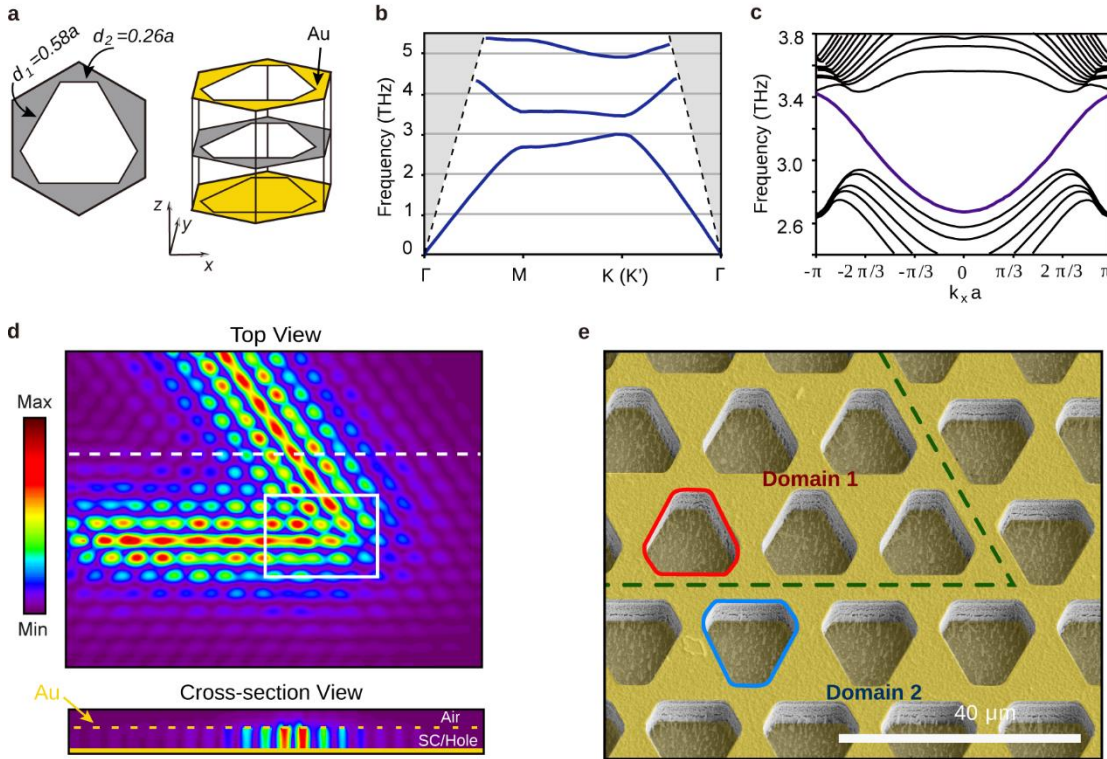 a
d₁=0.58a
d₂=0.26a
Au
z
y
x
b
Frequency (THz)
5
4
3
2
1
0
Γ
M
K (K')
Γ
c
Frequency (THz)
3.8
3.4
3.0
2.6
-π
-2 π/3
-π/3
0
π/3
2 π/3
π
kₓa
d
Top View
Max
Min
Cross-section View
Au
Air
SC/Hole
e
Domain 1
Domain 2
40 μm